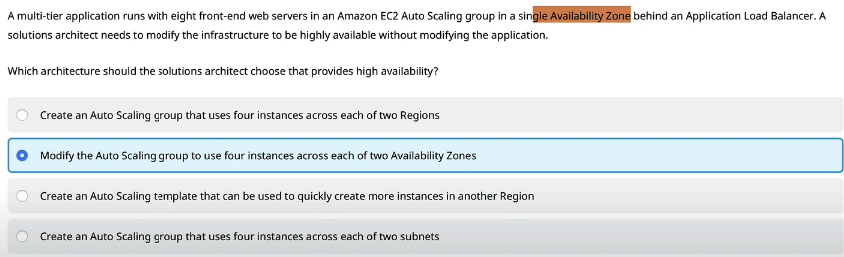 A multi-tier application runs with eight front-end web servers in an Amazon EC2 Auto Scaling group in a single Availability Zone behind an Application Load Balancer. A
solutions architect needs to modify the infrastructure to be highly available without modifying the application.
Which architecture should the solutions architect choose that provides high availability?
Create an Auto Scaling group that uses four instances across each of two Regions
Modify the Auto Scaling group to use four instances across each of two Availability Zones
Create an Auto Scaling template that can be used to quickly create more instances in another Region
Create an Auto Scaling group that uses four instances across each of two subnets